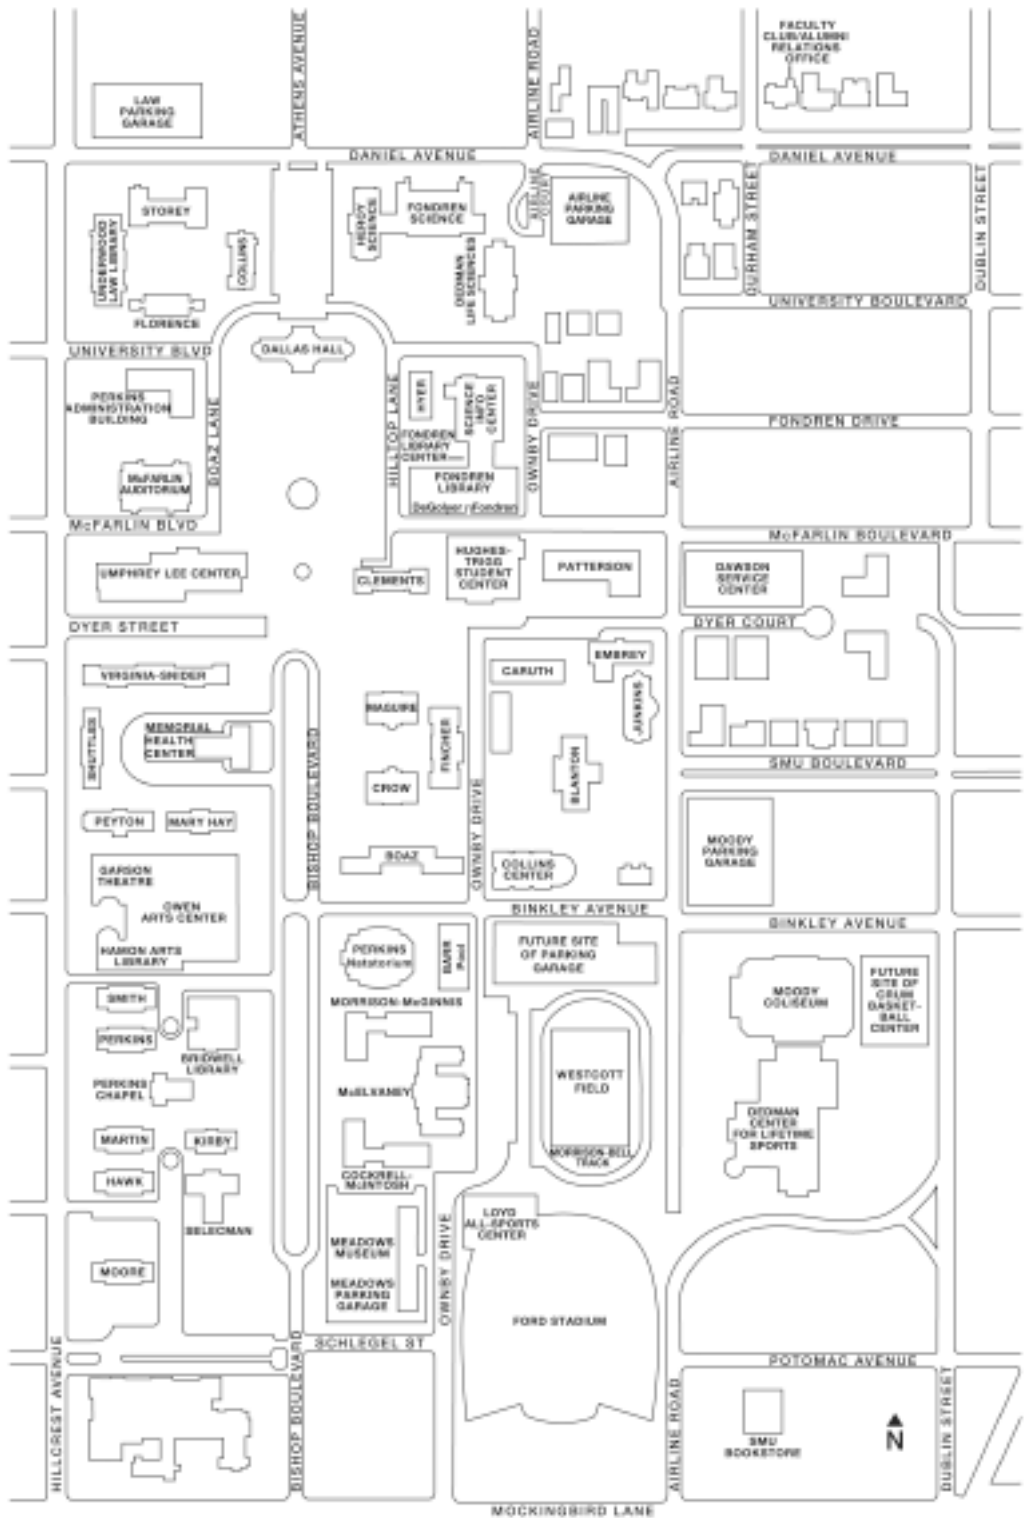 FACULTY
CLUB/ALUMNI
RELATIONS
OFFICE
ATHENS AVENUE
AIRLINE ROAD
LAW
PARKING
GARAGE
DANIEL AVENUE
DANIEL AVENUE
AIRLINE
COURT
DURHAM STREET
DUBLIN STREET
STOREY
HEROY
SCIENCE
FONDREN
SCIENCE
AIRLINE
PARKING
GARAGE
UNDERWOOD
LAW LIBRARY
COLLINS
DEDMAN
LIFE SCIENCES
FLORENCE
UNIVERSITY BOULEVARD
UNIVERSITY BLVD
DALLAS HALL
PERKINS
ADMINISTRATION
BUILDING
BOAZ LANE
HILLTOP LANE
HYER
SCIENCE
INFO
CENTER
OWNBY DRIVE
AIRLINE ROAD
FONDREN DRIVE
FONDREN
LIBRARY
CENTER
McFARLIN
AUDITORIUM
FONDREN
LIBRARY
DeGolyer / Fondren
McFARLIN BLVD
McFARLIN BOULEVARD
HUGHES-
TRIGG
STUDENT
CENTER
UMPHREY LEE CENTER
CLEMENTS
PATTERSON
DAWSON
SERVICE
CENTER
DYER STREET
DYER COURT
VIRGINIA-SNIDER
CARUTH
EMBREY
JUNKINS
SHUTTLES
MEMORIAL
HEALTH
CENTER
MAGUIRE
FINCHER
BISHOP BOULEVARD
SMU BOULEVARD
CROW
BLANTON
OWNBY DRIVE
PEYTON
MARY HAY
MOODY
PARKING
GARAGE
BOAZ
COLLINS
CENTER
GARSON
THEATRE
OWEN
ARTS CENTER
HAMON ARTS
LIBRARY
BINKLEY AVENUE
BINKLEY AVENUE
PERKINS
Natatorium
BARR
Pool
FUTURE SITE
OF PARKING
GARAGE
MOODY
COLISEUM
FUTURE
SITE OF
CRUM
BASKET-
BALL
CENTER
SMITH
MORRISON-McGINNIS
PERKINS
BRIDWELL
LIBRARY
PERKINS
CHAPEL
McELVANEY
WESTCOTT
FIELD
MORRISON-BELL
TRACK
DEDMAN
CENTER
FOR LIFETIME
SPORTS
MARTIN
KIRBY
HAWK
COCKRELL-
McINTOSH
SELECMAN
MEADOWS
MUSEUM
MEADOWS
PARKING
GARAGE
OWNBY DRIVE
LOYD
ALL-SPORTS
CENTER
MOORE
FORD STADIUM
SCHLEGEL ST
POTOMAC AVENUE
HILLCREST AVENUE
BISHOP BOULEVARD
AIRLINE ROAD
SMU
BOOKSTORE
N
DUBLIN STREET
MOCKINGBIRD LANE